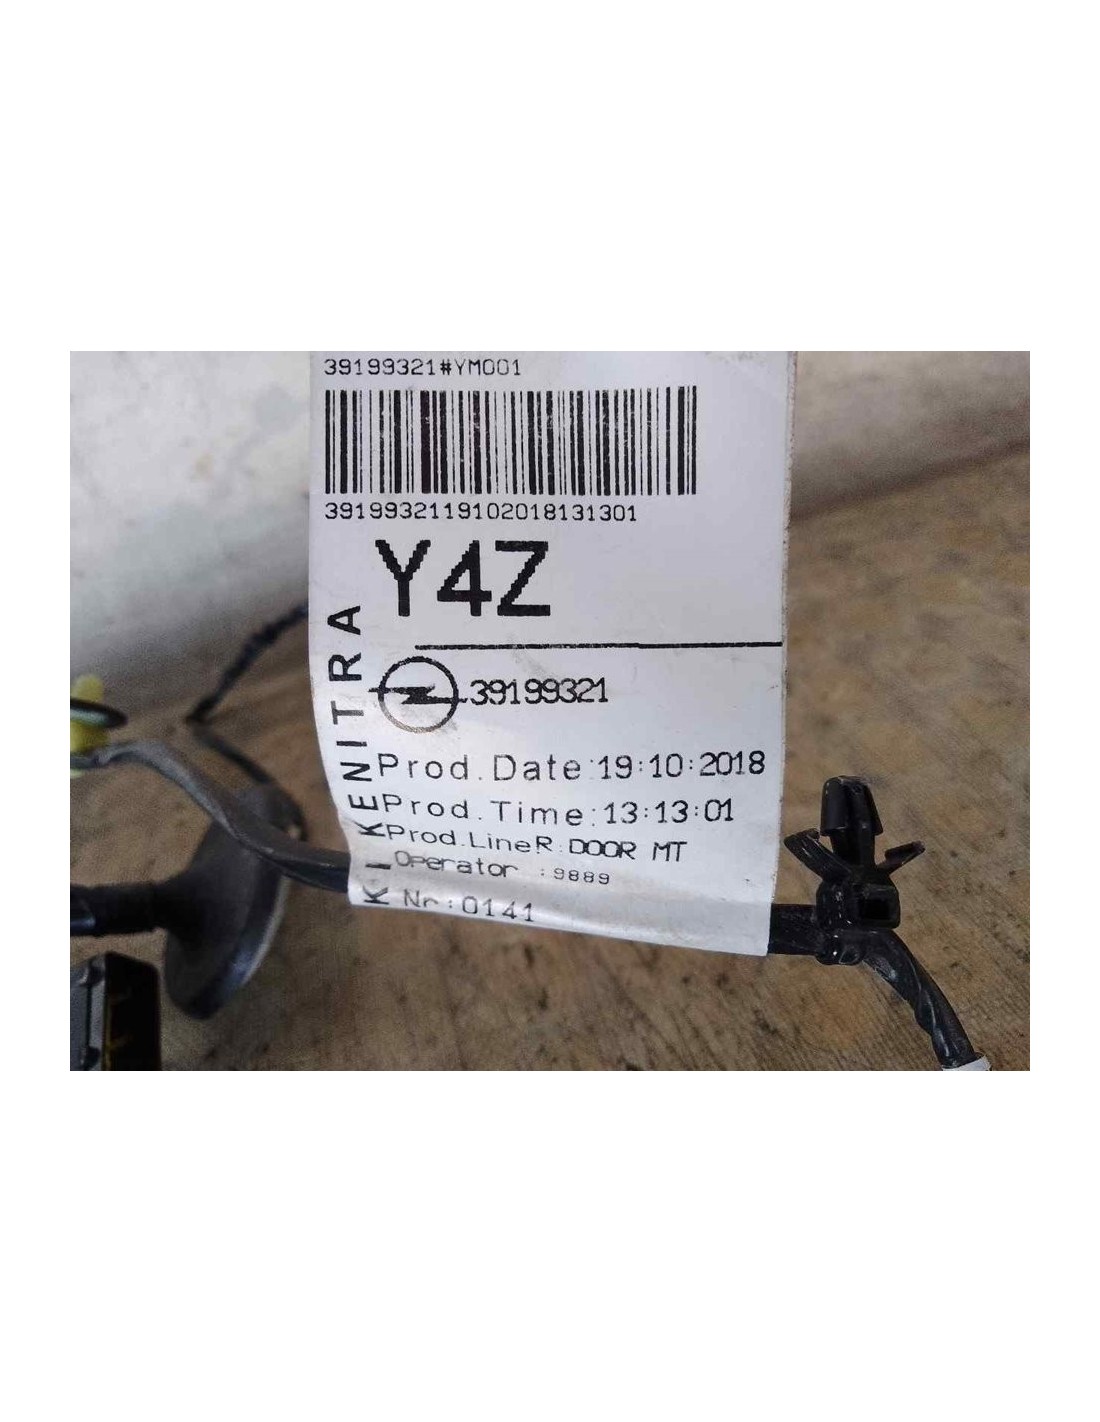 39199321#YM001
3919932119102018131301
Y4Z
39199321
Prod.Date:19:10:2018
Prod.Time:13:13:01
Prod.LineR:DOOR MT
Operator :9889
Nr:0141
KENITRA